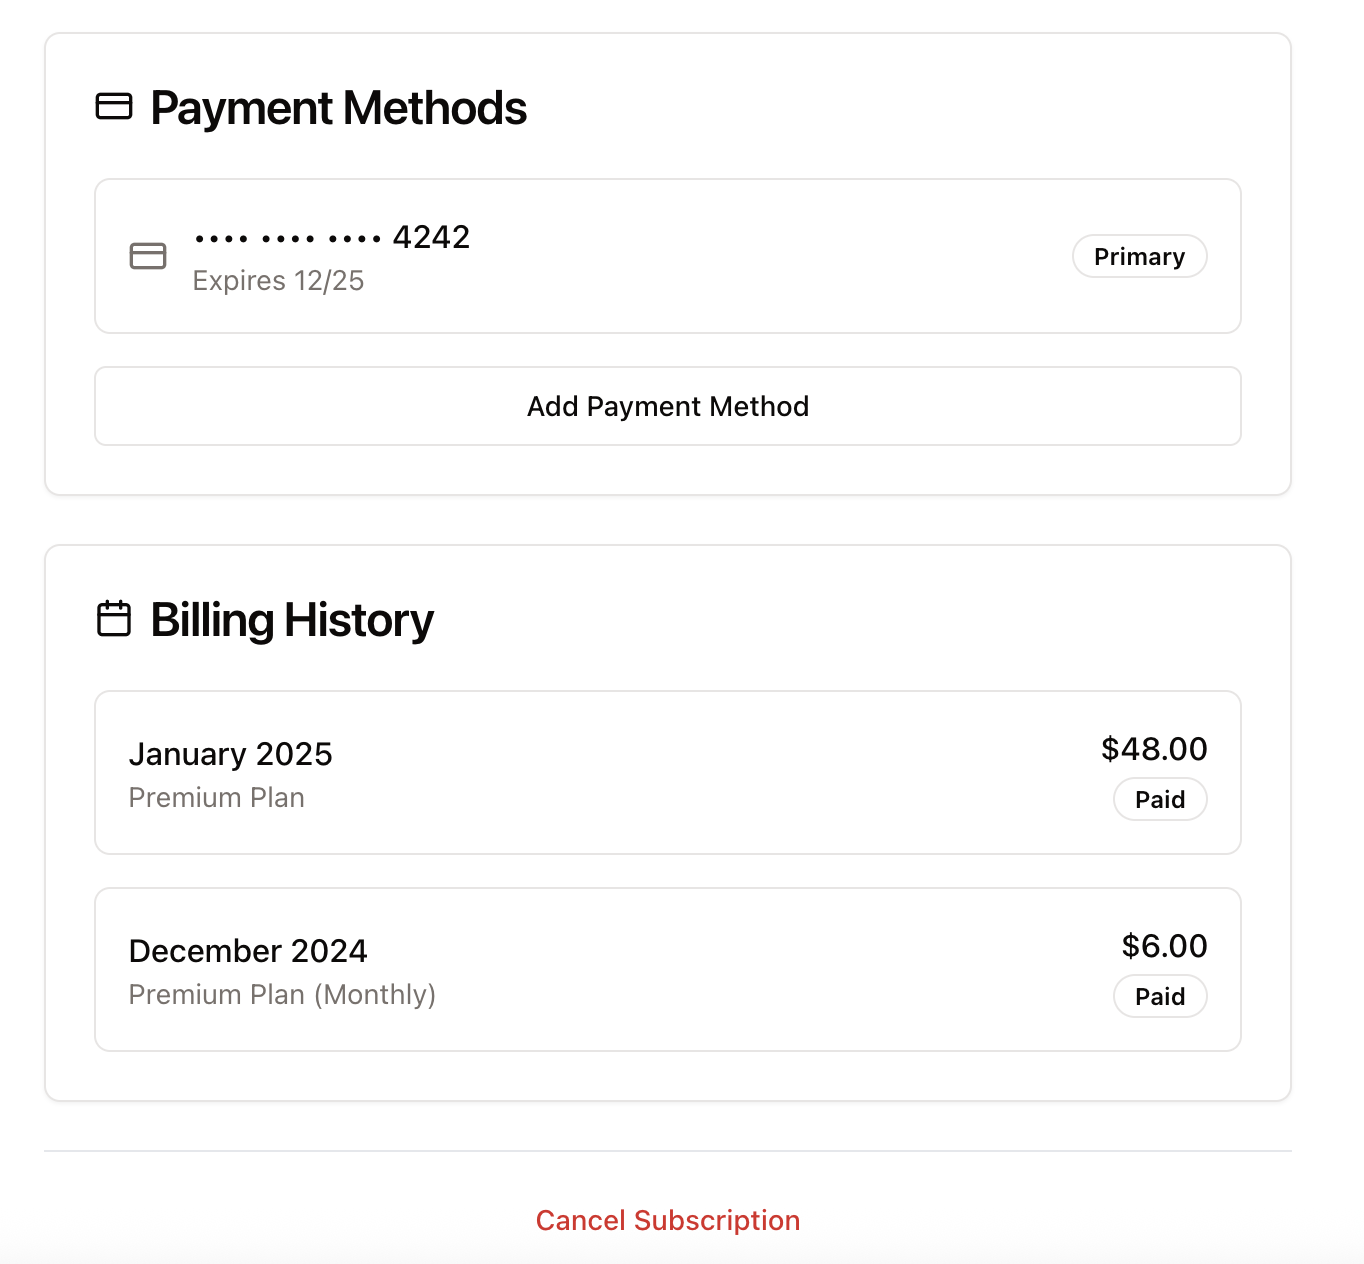 Payment Methods
•••• •••• •••• 4242
Expires 12/25
Primary
Add Payment Method
Billing History
January 2025
Premium Plan
$48.00
Paid
December 2024
Premium Plan (Monthly)
$6.00
Paid
Cancel Subscription